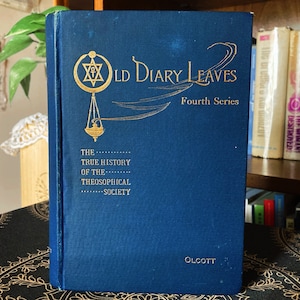 OLD DIARY LEAVES
Fourth Series
THE ............
TRUE HISTORY
OF THE .........
THEOSOPHICAL
........ SOCIETY
OLCOTT